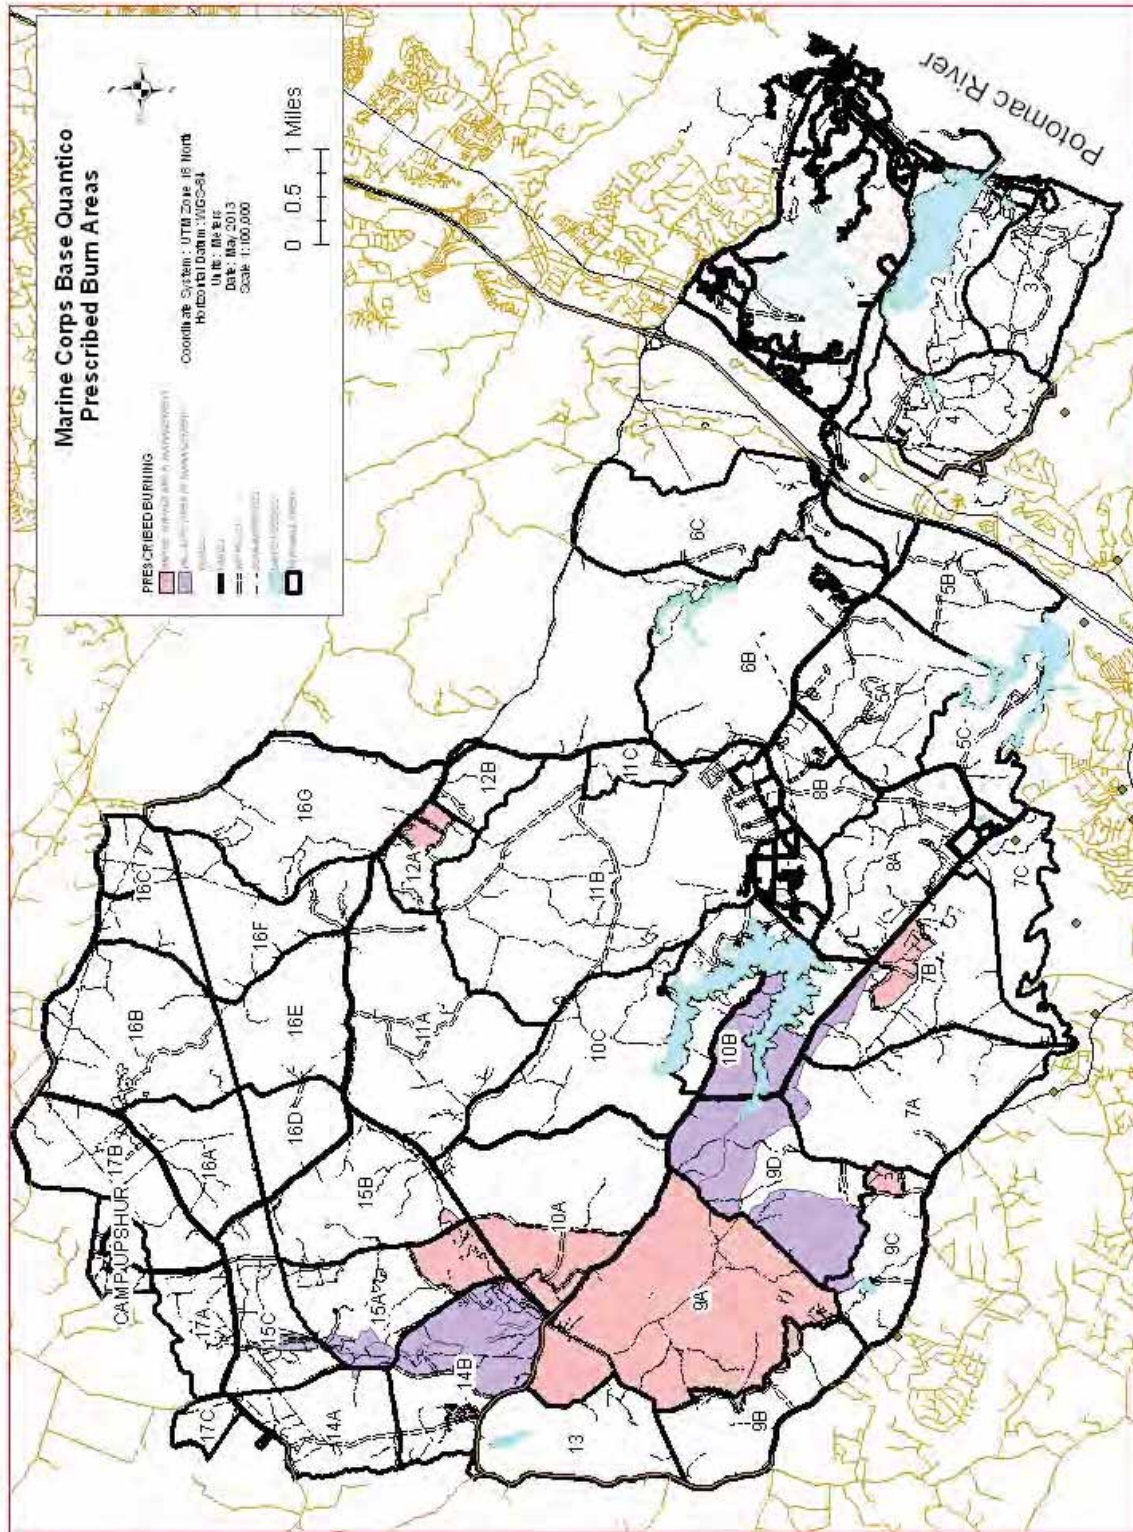 Marine Corps Base Quantico
Prescribed Burn Areas
Coordinate System: UTM Zone 18 North
Horizontal Datum: WGS-84
Units: Meters
Date: May 2013
Scale 1:100,000
0 0.5 1 Miles
PRESCRIBED BURNING
Potomac River
CAMP UPSHUR
17B
17A
17C
16A
16B
16C
16D
16E
16F
16G
15A
15B
15C
14A
14B
13
12A
12B
11A
11B
11C
10A
10B
10C
9A
9B
9C
9D
8A
8B
7A
7B
7C
6B
6C
5A
5B
5C
4
2
3